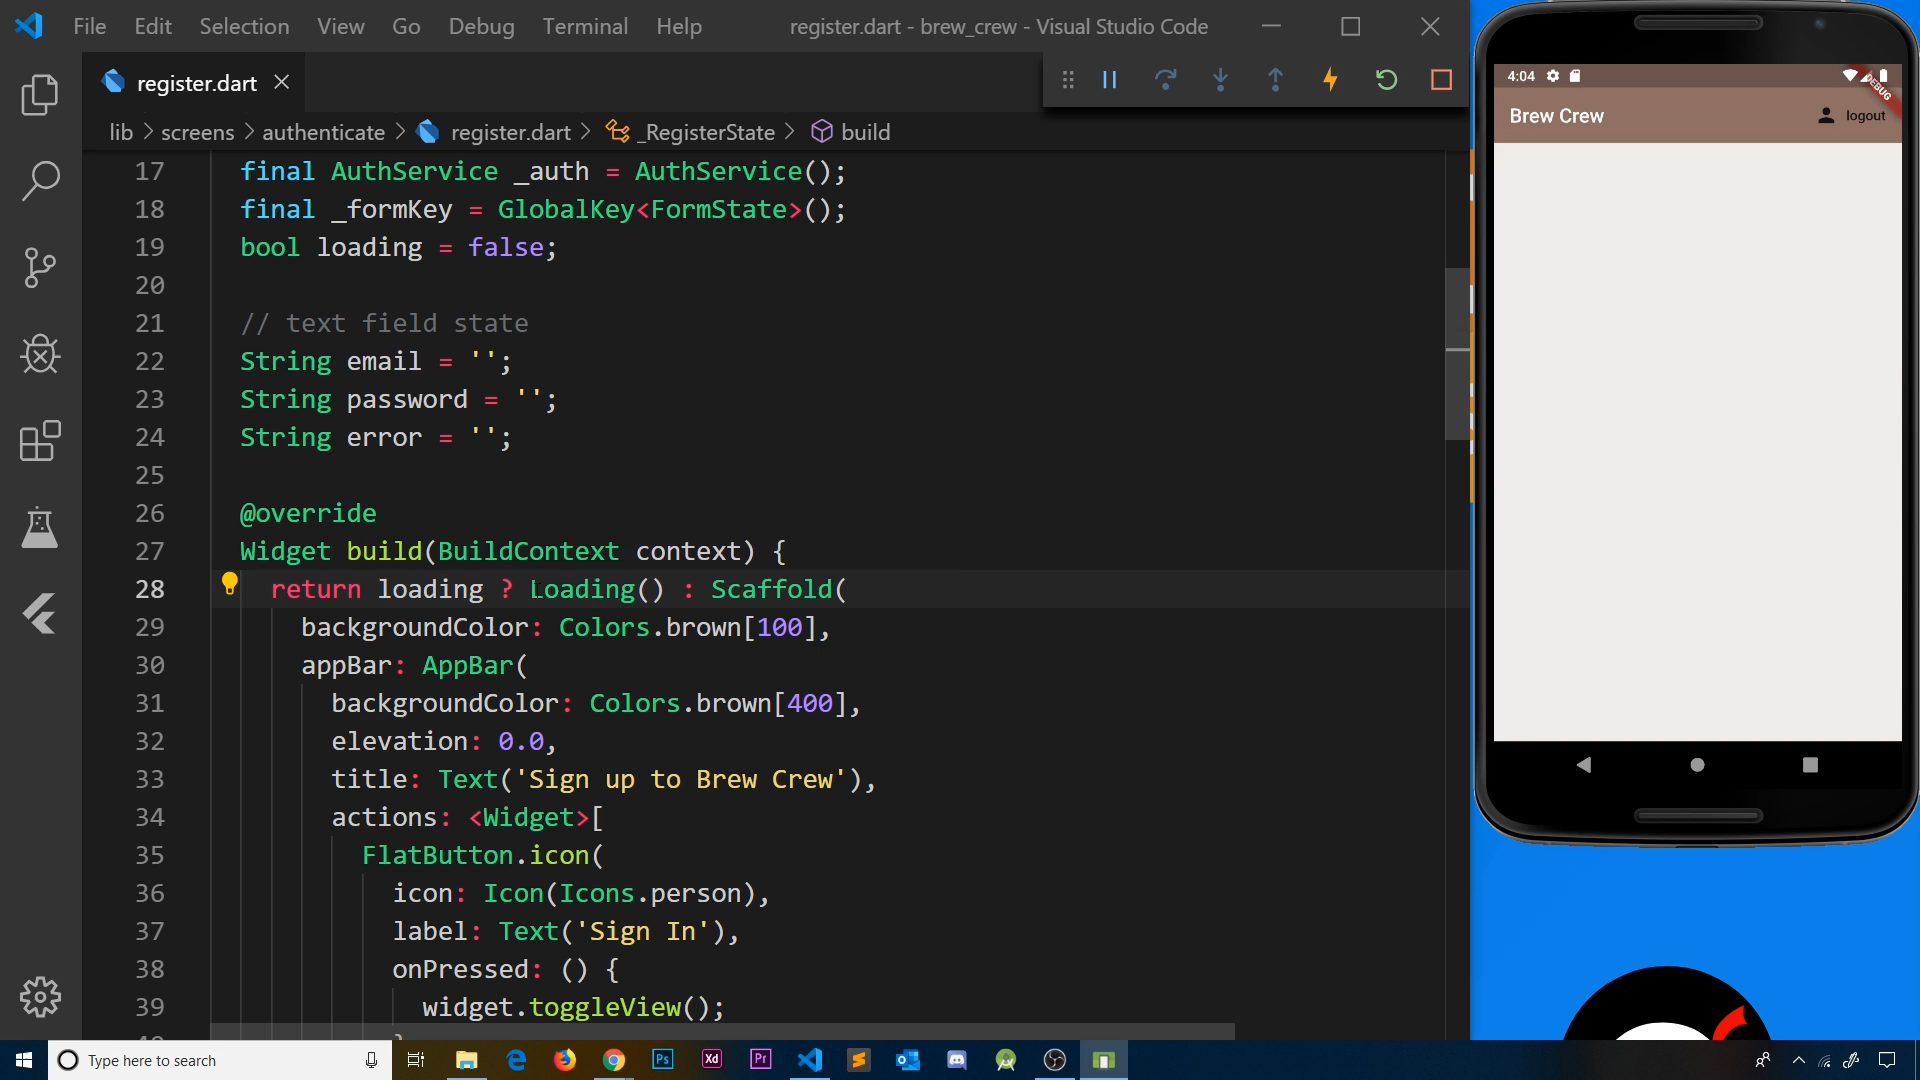 File Edit Selection View Go Debug Terminal Help register.dart - brew_crew - Visual Studio Code
register.dart
lib > screens > authenticate > register.dart > _RegisterState > build
17 final AuthService _auth = AuthService();
18 final _formKey = GlobalKey<FormState>();
19 bool loading = false;
20
21 // text field state
22 String email = '';
23 String password = '';
24 String error = '';
25
26 @override
27 Widget build(BuildContext context) {
28 return loading ? Loading() : Scaffold(
29 backgroundColor: Colors.brown[100],
30 appBar: AppBar(
31 backgroundColor: Colors.brown[400],
32 elevation: 0.0,
33 title: Text('Sign up to Brew Crew'),
34 actions: <Widget>[
35 FlatButton.icon(
36 icon: Icon(Icons.person),
37 label: Text('Sign In'),
38 onPressed: () {
39 widget.toggleView();
4:04
DEBUG
Brew Crew logout
Type here to search
Ps Xd Pr